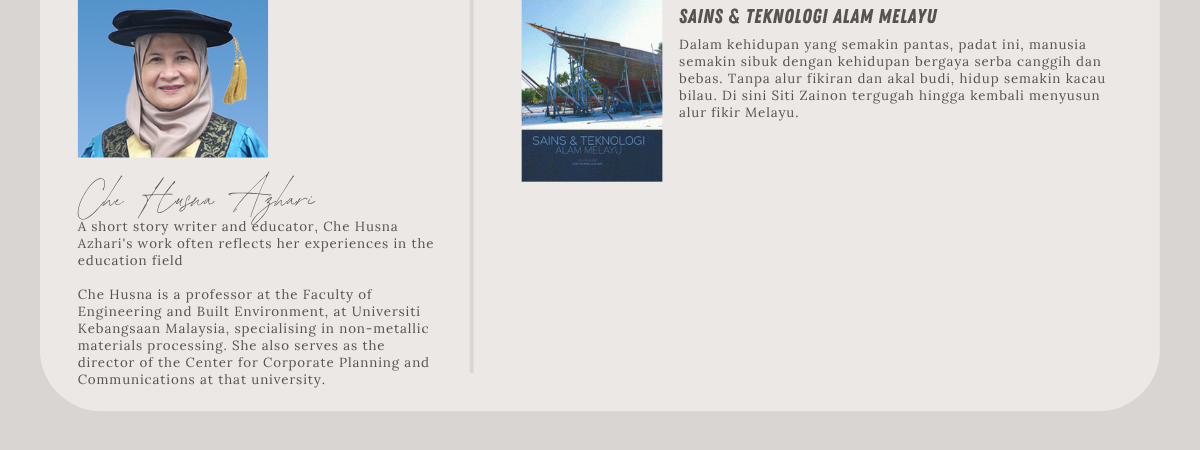 Che Husna Azhari
A short story writer and educator, Che Husna
Azhari's work often reflects her experiences in the
education field
Che Husna is a professor at the Faculty of
Engineering and Built Environment, at Universiti
Kebangsaan Malaysia, specialising in non-metallic
materials processing. She also serves as the
director of the Center for Corporate Planning and
Communications at that university.
SAINS & TEKNOLOGI ALAM MELAYU
Dalam kehidupan yang semakin pantas, padat ini, manusia
semakin sibuk dengan kehidupan bergaya serba canggih dan
bebas. Tanpa alur fikiran dan akal budi, hidup semakin kacau
bilau. Di sini Siti Zainon tergugah hingga kembali menyusun
alur fikir Melayu.
SAINS & TEKNOLOGI
ALAM MELAYU